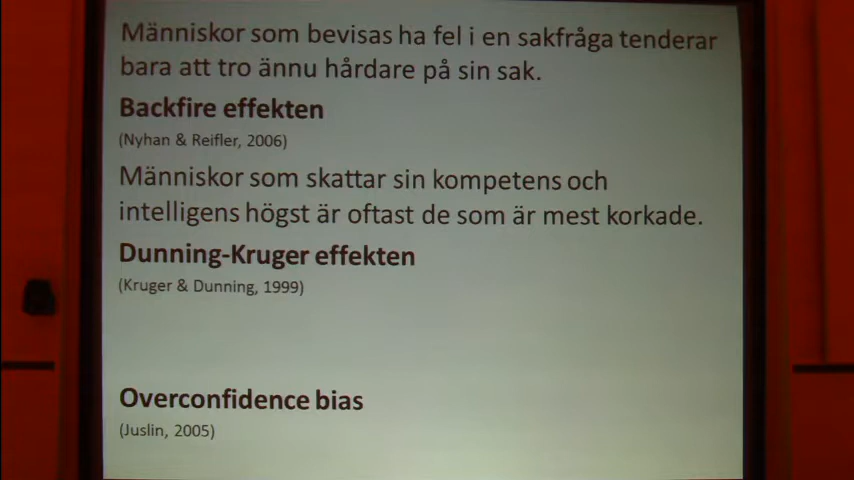 Människor som bevisas ha fel i en sakfråga tenderar
bara att tro ännu hårdare på sin sak.
Backfire effekten
(Nyhan & Reifler, 2006)
Människor som skattar sin kompetens och
intelligens högst är oftast de som är mest korkade.
Dunning-Kruger effekten
(Kruger & Dunning, 1999)
Overconfidence bias
(Juslin, 2005)